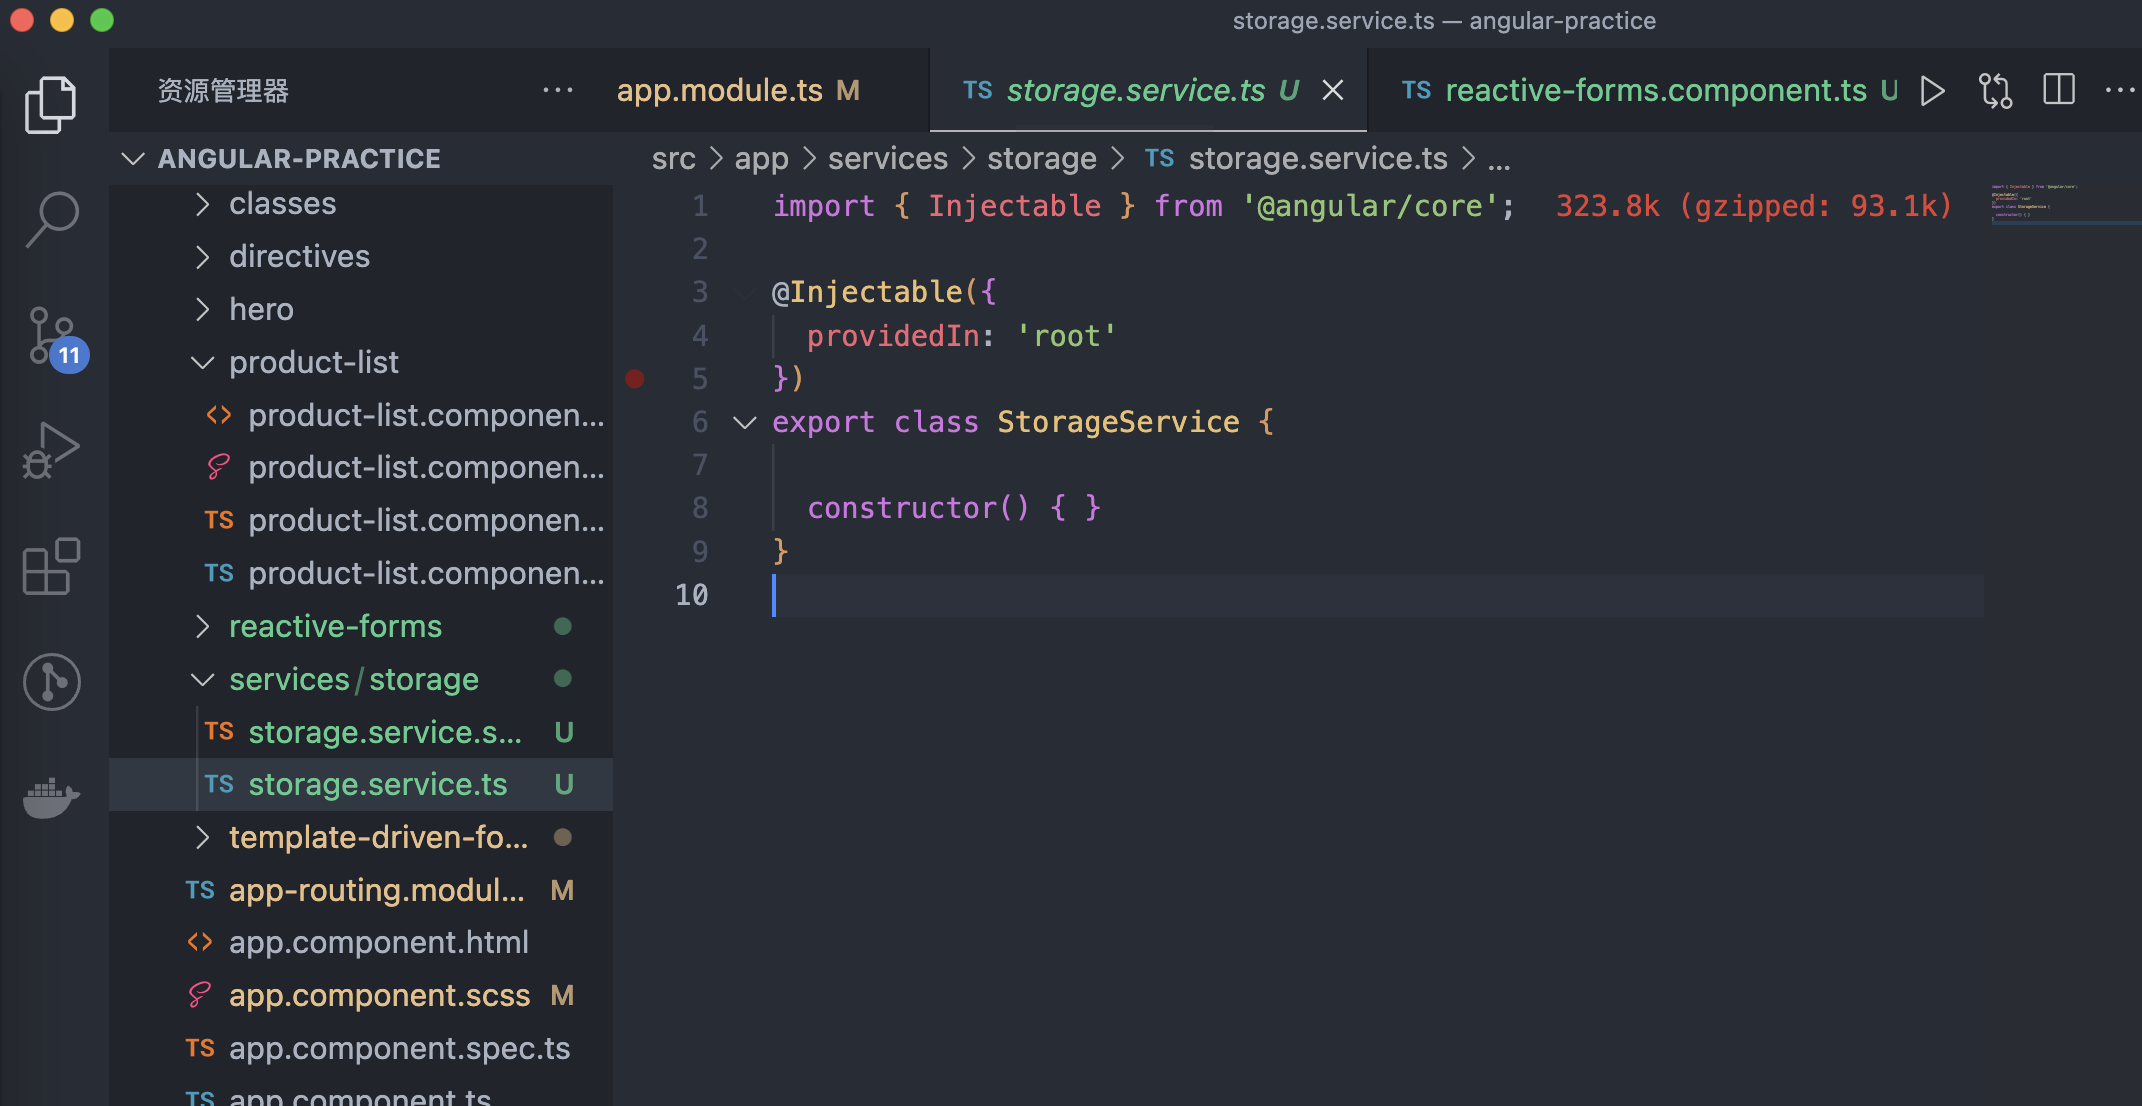 storage.service.ts — angular-practice
资源管理器
app.module.ts M
TS storage.service.ts U
TS reactive-forms.component.ts U
ANGULAR-PRACTICE
src > app > services > storage > TS storage.service.ts > ...
classes
directives
hero
11
product-list
product-list.componen...
product-list.componen...
TS product-list.componen...
TS product-list.componen...
reactive-forms
services/storage
TS storage.service.s... U
TS storage.service.ts U
template-driven-fo...
TS app-routing.modul... M
app.component.html
app.component.scss M
TS app.component.spec.ts
TS app.component.ts
1 import { Injectable } from '@angular/core'; 323.8k (gzipped: 93.1k)
2
3 @Injectable({
4 providedIn: 'root'
5 })
6 export class StorageService {
7
8 constructor() { }
9 }
10